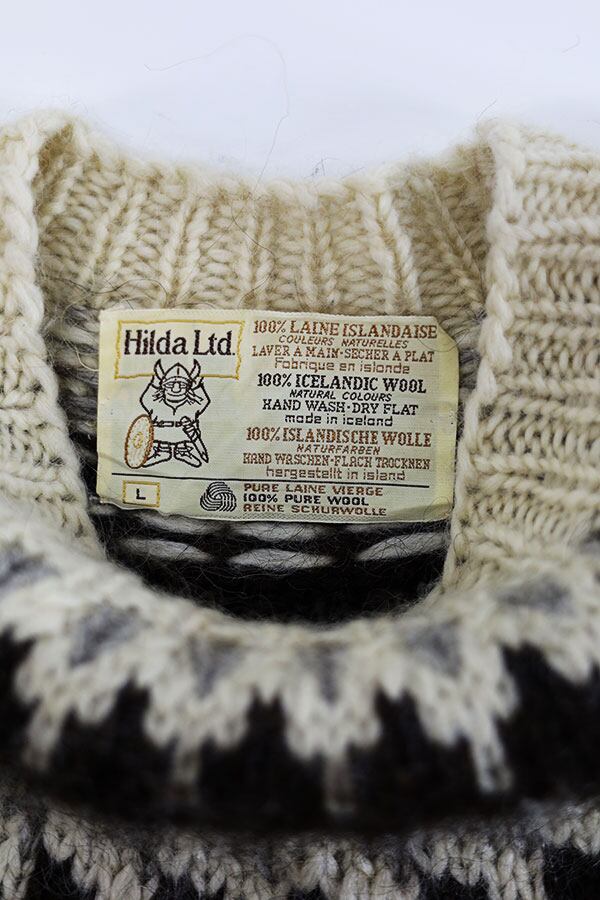 Hilda Ltd.
100% LAINE ISLANDAISE
COULEURS NATURELLES
LAVER A MAIN·SECHER A PLAT
Fabrique en islande
100% ICELANDIC WOOL
NATURAL COLOURS
HAND WASH·DRY FLAT
made in iceland
100% ISLANDISCHE WOLLE
NATURFARBEN
HAND WASCHEN·FLACH TROCKNEN
hergestellt in island
L
PURE LAINE VIERGE
100% PURE WOOL
REINE SCHURWOLLE